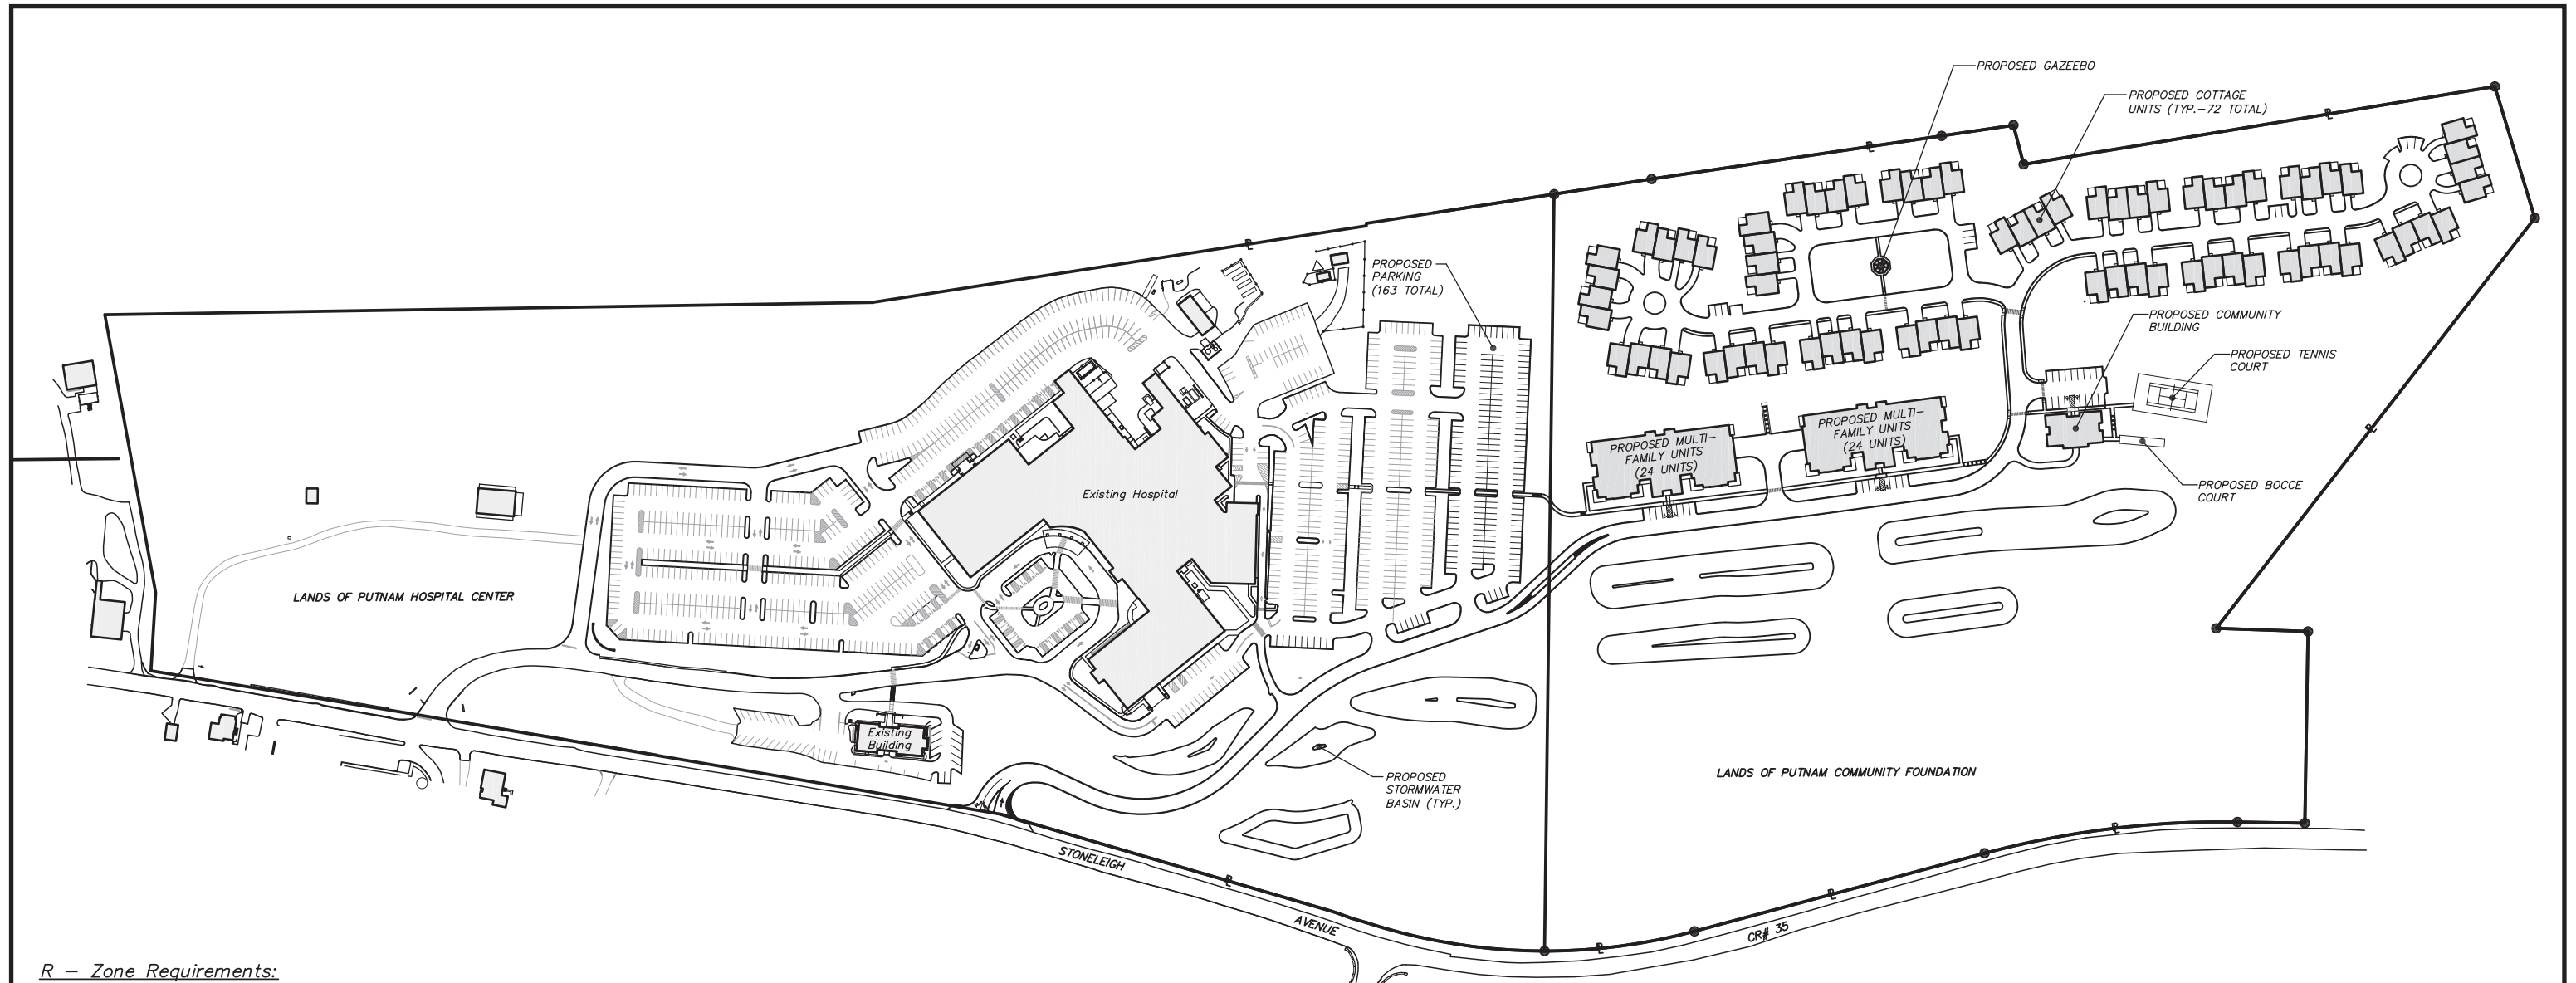 PROPOSED GAZEEBO
PROPOSED COTTAGE
UNITS (TYP.-72 TOTAL)
PROPOSED
PARKING
(163 TOTAL)
PROPOSED COMMUNITY
BUILDING
PROPOSED TENNIS
COURT
PROPOSED MULTI-
FAMILY UNITS
(24 UNITS)
PROPOSED MULTI-
FAMILY UNITS
(24 UNITS)
PROPOSED BOCCE
COURT
Existing Hospital
LANDS OF PUTNAM HOSPITAL CENTER
Existing
Building
PROPOSED
STORMWATER
BASIN (TYP.)
LANDS OF PUTNAM COMMUNITY FOUNDATION
STONELEIGH
AVENUE
CR# 35
R - Zone Requirements: